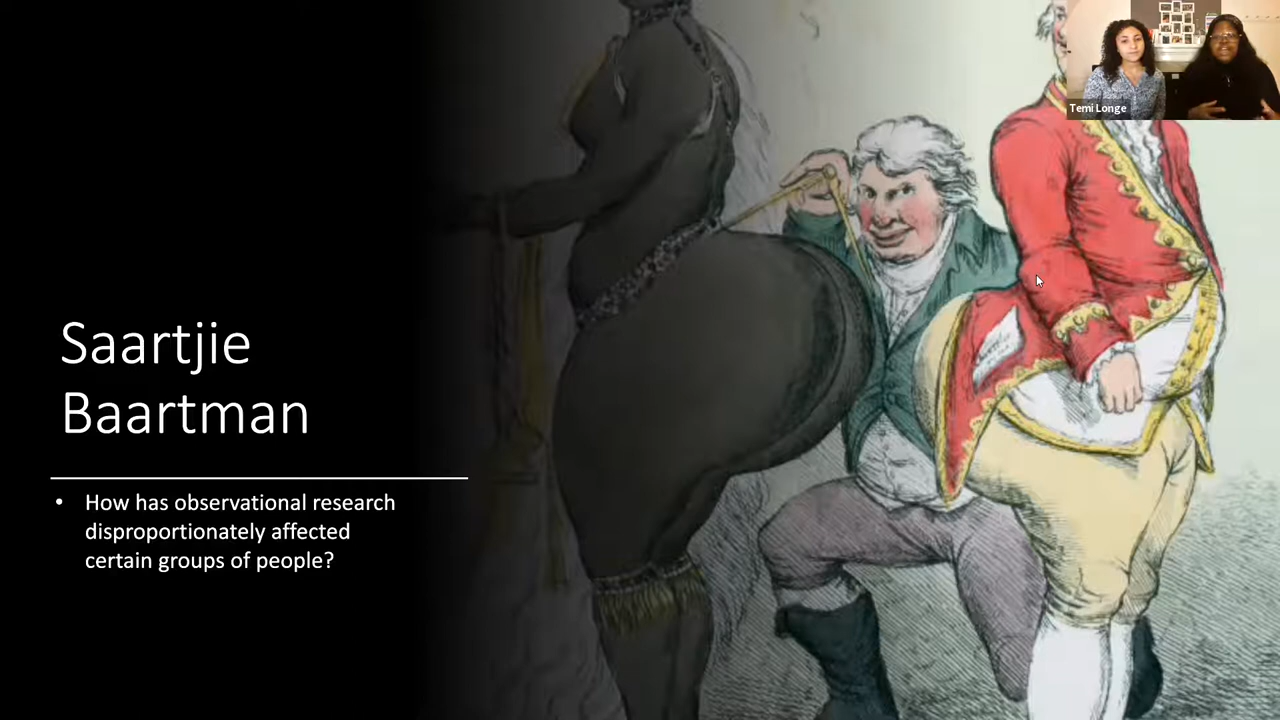 Temi Longe
Saartjie
Baartman
• How has observational research
disproportionately affected
certain groups of people?